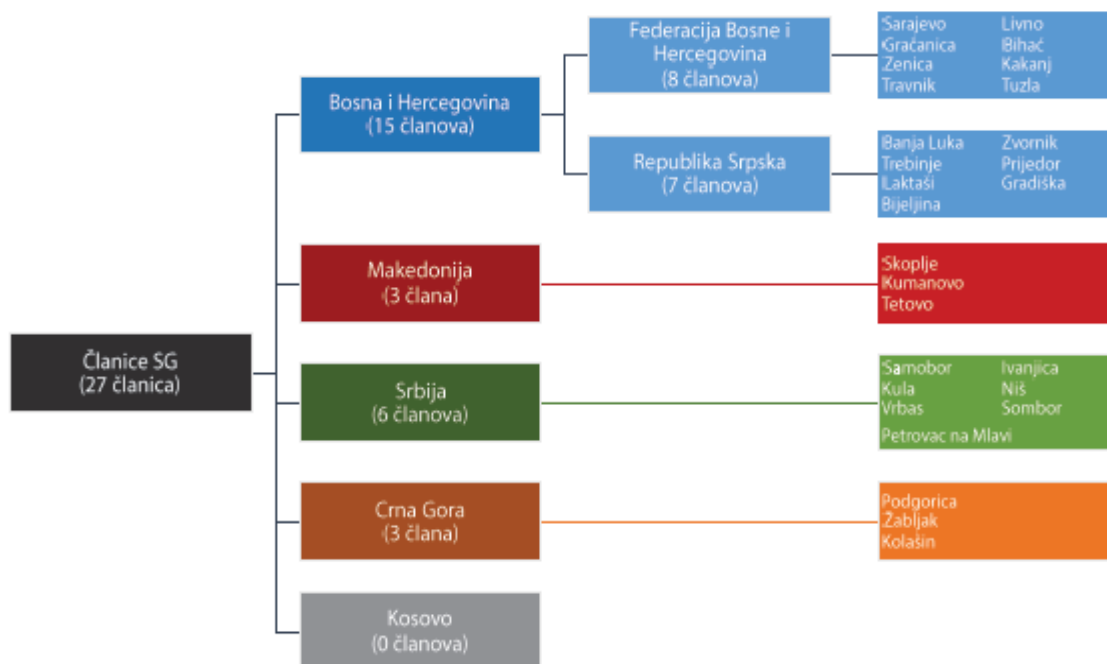 Članice SG
(27 članica)
Bosna i Hercegovina
(15 članova)
Federacija Bosne i
Hercegovina
(8 članova)
Sarajevo Livno
Gračanica Bihać
Zenica Kakanj
Travnik Tuzla
Republika Srpska
(7 članova)
Banja Luka Zvornik
Trebinje Prijedor
Laktaši Gradiška
Bijeljina
Makedonija
(3 člana)
Skoplje
Kumanovo
Tetovo
Srbija
(6 članova)
Samobor Ivanjica
Kula Niš
Vrbas Sombor
Petrovac na Mlavi
Crna Gora
(3 člana)
Podgorica
Žabljak
Kolašin
Kosovo
(0 članova)